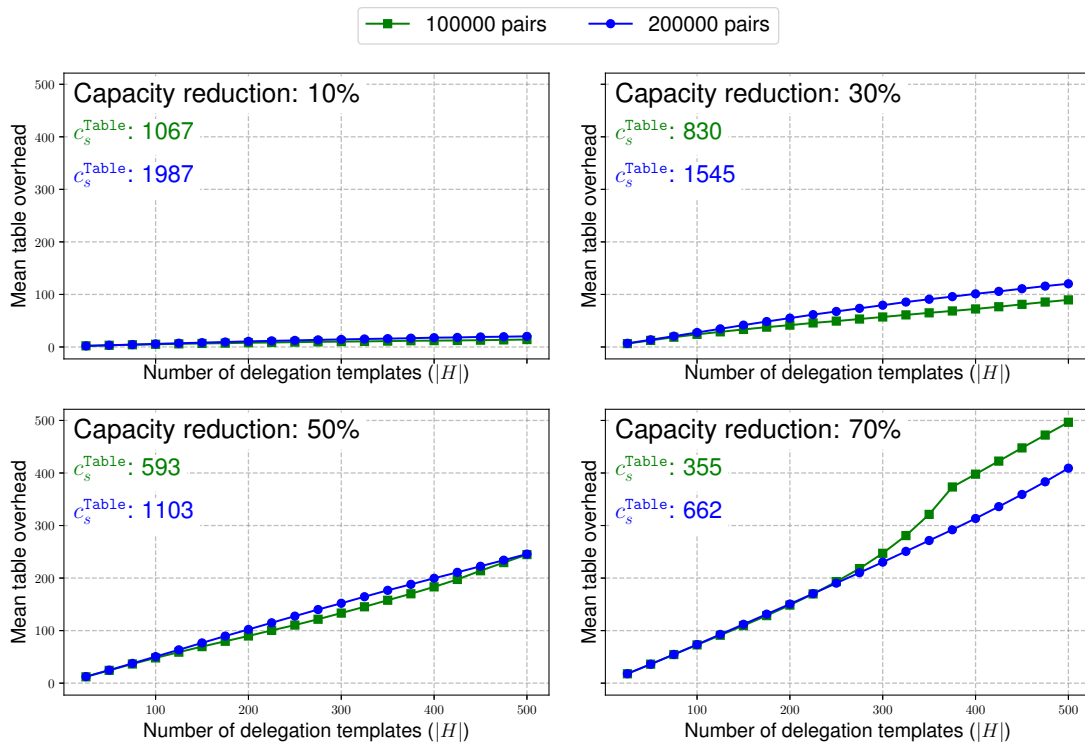 100000 pairs 200000 pairs
Capacity reduction: 10%
c_s^Table: 1067
c_s^Table: 1987
Mean table overhead
500
400
300
200
100
0
Number of delegation templates (|H|)
Capacity reduction: 30%
c_s^Table: 830
c_s^Table: 1545
Mean table overhead
Number of delegation templates (|H|)
Capacity reduction: 50%
c_s^Table: 593
c_s^Table: 1103
Mean table overhead
500
400
300
200
100
0
100 200 300 400 500
Number of delegation templates (|H|)
Capacity reduction: 70%
c_s^Table: 355
c_s^Table: 662
Mean table overhead
100 200 300 400 500
Number of delegation templates (|H|)